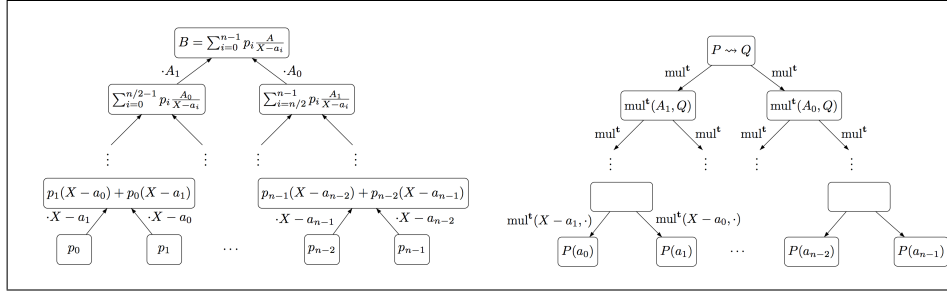 B = ∑_{i=0}^{n-1} p_i \frac{A}{X-a_i}
·A_1
·A_0
∑_{i=0}^{n/2-1} p_i \frac{A_0}{X-a_i}
∑_{i=n/2}^{n-1} p_i \frac{A_1}{X-a_i}
⋮ ⋮ ⋮ ⋮
p_1(X − a_0) + p_0(X − a_1)
p_{n−1}(X − a_{n−2}) + p_{n−2}(X − a_{n−1})
·X − a_1
·X − a_0
·X − a_{n−1}
·X − a_{n−2}
p_0
p_1
⋯
p_{n−2}
p_{n−1}
P ⇝ Q
mul^t
mul^t
mul^t(A_1, Q)
mul^t(A_0, Q)
mul^t
mul^t
mul^t
mul^t
⋮ ⋮ ⋮ ⋮
mul^t(X − a_1, ·)
mul^t(X − a_0, ·)
P(a_0)
P(a_1)
⋯
P(a_{n−2})
P(a_{n−1})